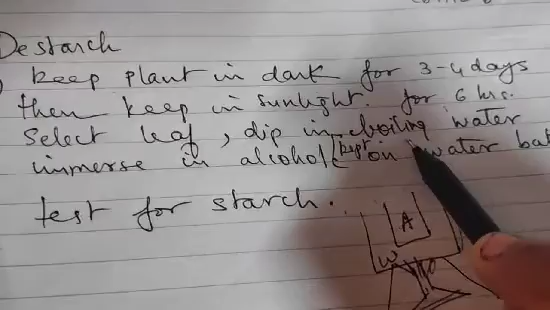 Destarch
keep plant in dark for 3-4 days
then keep in sunlight. for 6 hrs.
Select leaf, dip in boiling water
immerse in alcohol kept on water bat
test for starch.
A
W